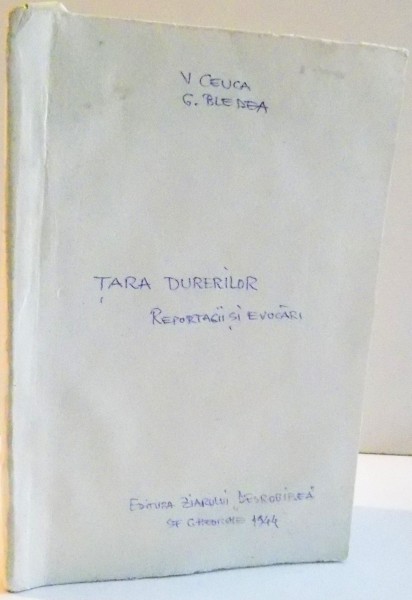 V CEUCA
G. BLEDEA
ȚARA DURERILOR
REPORTAGII ȘI EVOCĂRI
EDITURA ZIARULUI „DESROBIREA"
SF GHEORGHE 1944